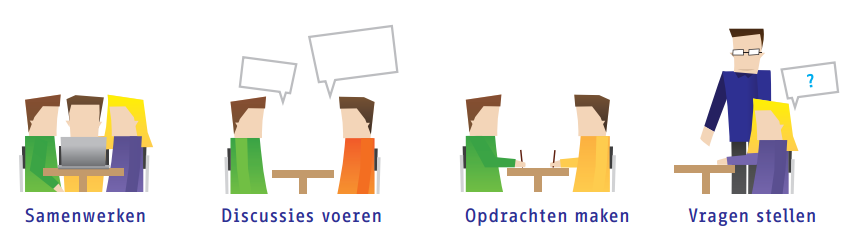 ?
Samenwerken
Discussies voeren
Opdrachten maken
Vragen stellen